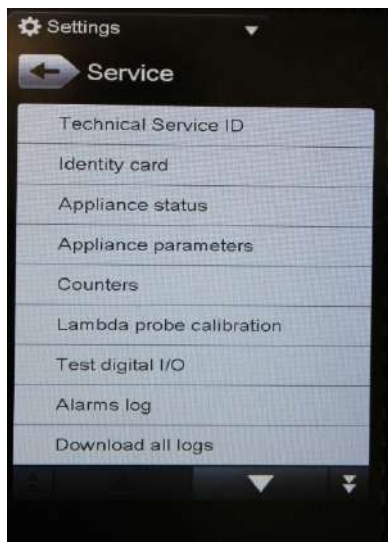 Settings
Service
Technical Service ID
Identity card
Appliance status
Appliance parameters
Counters
Lambda probe calibration
Test digital I/O
Alarms log
Download all logs